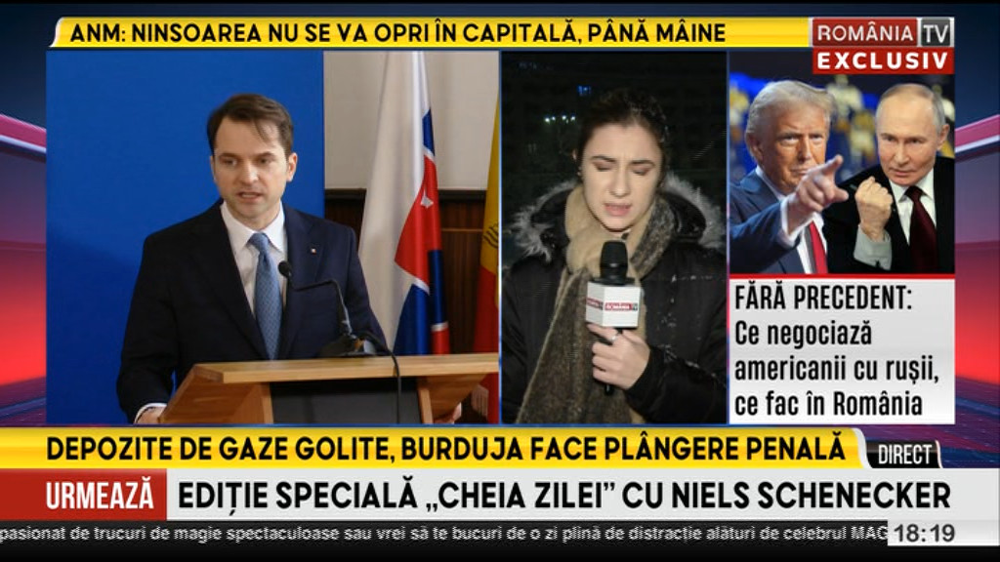 ANM: NINSOAREA NU SE VA OPRI ÎN CAPITALĂ, PÂNĂ MÂINE
ROMÂNIA TV
EXCLUSIV
ROMÂNIA TV
FĂRĂ PRECEDENT:
Ce negociază
americanii cu rușii,
ce fac în România
DEPOZITE DE GAZE GOLITE, BURDUJA FACE PLÂNGERE PENALĂ
DIRECT
URMEAZĂ
EDIȚIE SPECIALĂ „CHEIA ZILEI” CU NIELS SCHENECKER
pasionat de trucuri de magie spectaculoase sau vrei să te bucuri de o zi plină de distracție alături de celebrul MAG
18:19